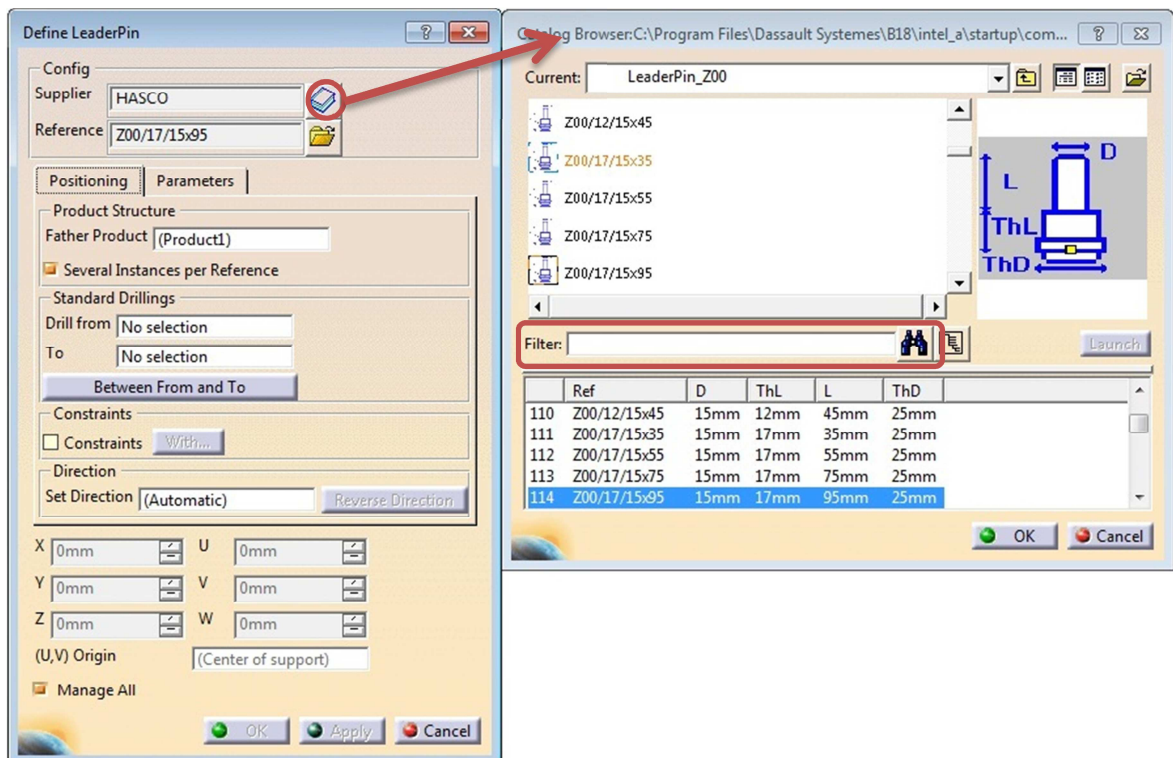 Define LeaderPin
Config
Supplier HASCO
Reference Z00/17/15x95
Positioning Parameters
Product Structure
Father Product (Product1)
Several Instances per Reference
Standard Drillings
Drill from No selection
To No selection
Between From and To
Constraints
Constraints With...
Direction
Set Direction (Automatic) Reverse Direction
X 0mm U 0mm
Y 0mm V 0mm
Z 0mm W 0mm
(U,V) Origin (Center of support)
Manage All
OK Apply Cancel
Catalog Browser:C:\Program Files\Dassault Systemes\B18\intel_a\startup\com...
Current: LeaderPin_Z00
Z00/12/15x45
Z00/17/15x35
Z00/17/15x55
Z00/17/15x75
Z00/17/15x95
D
L
ThL
ThD
Filter:
Launch
Ref D ThL L ThD
110 Z00/12/15x45 15mm 12mm 45mm 25mm
111 Z00/17/15x35 15mm 17mm 35mm 25mm
112 Z00/17/15x55 15mm 17mm 55mm 25mm
113 Z00/17/15x75 15mm 17mm 75mm 25mm
114 Z00/17/15x95 15mm 17mm 95mm 25mm
OK Cancel